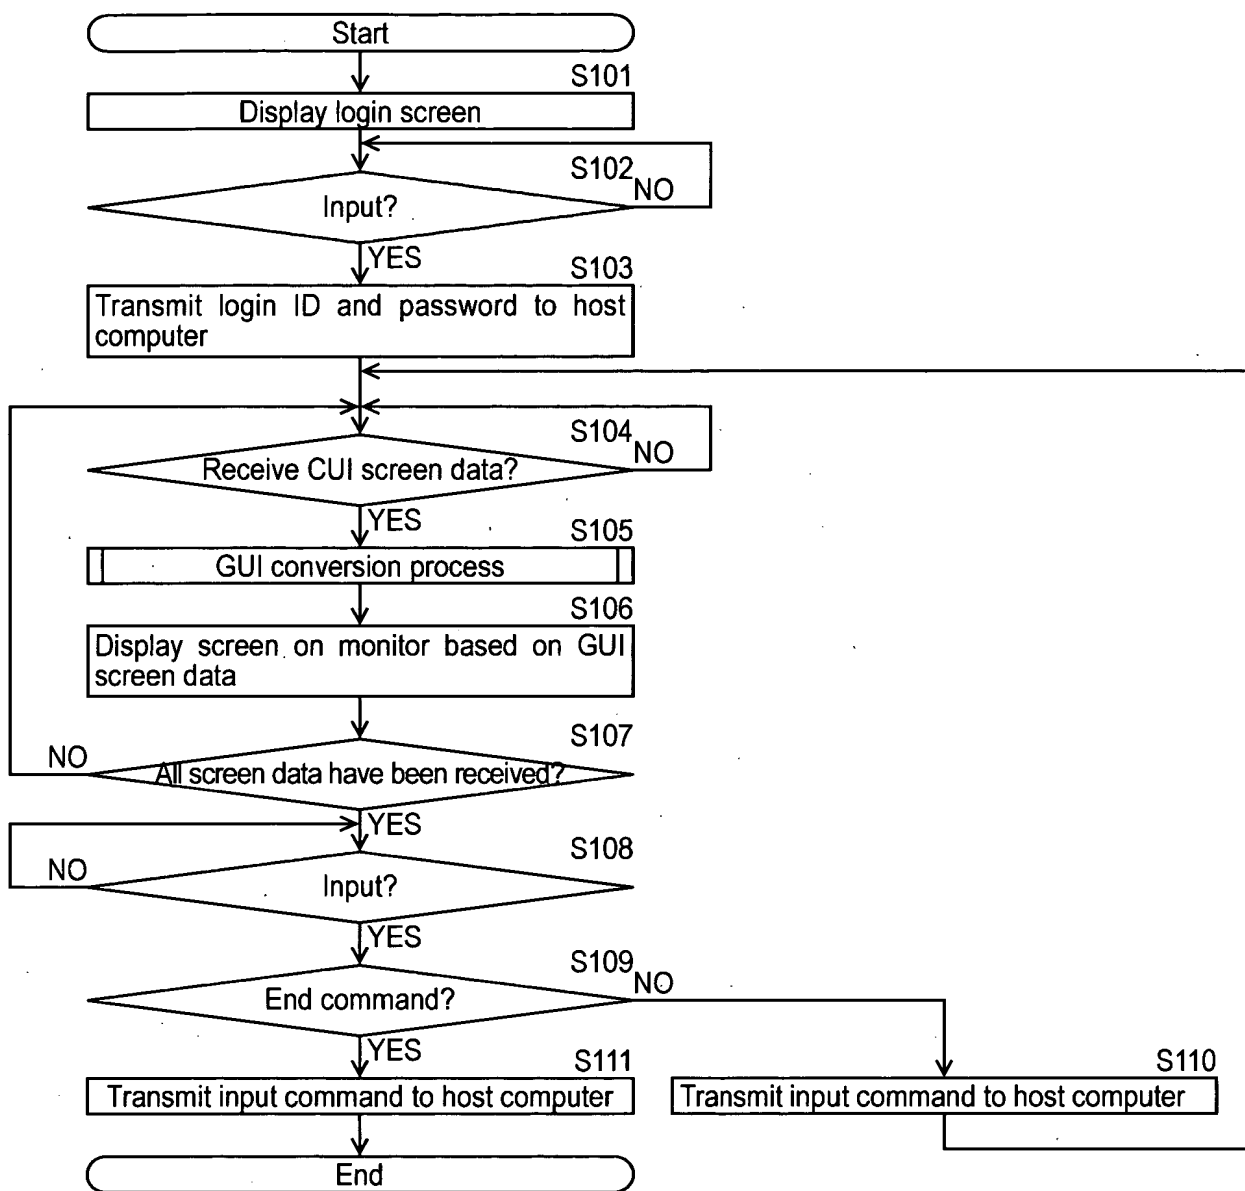 Start
S101
Display login screen
S102
NO
Input?
YES
S103
Transmit login ID and password to host
computer
S104
NO
Receive CUI screen data?
YES
S105
GUI conversion process
S106
Display screen on monitor based on GUI
screen data
S107
NO
All screen data have been received?
YES
S108
NO
Input?
YES
S109
NO
End command?
YES
S111
S110
Transmit input command to host computer
Transmit input command to host computer
End